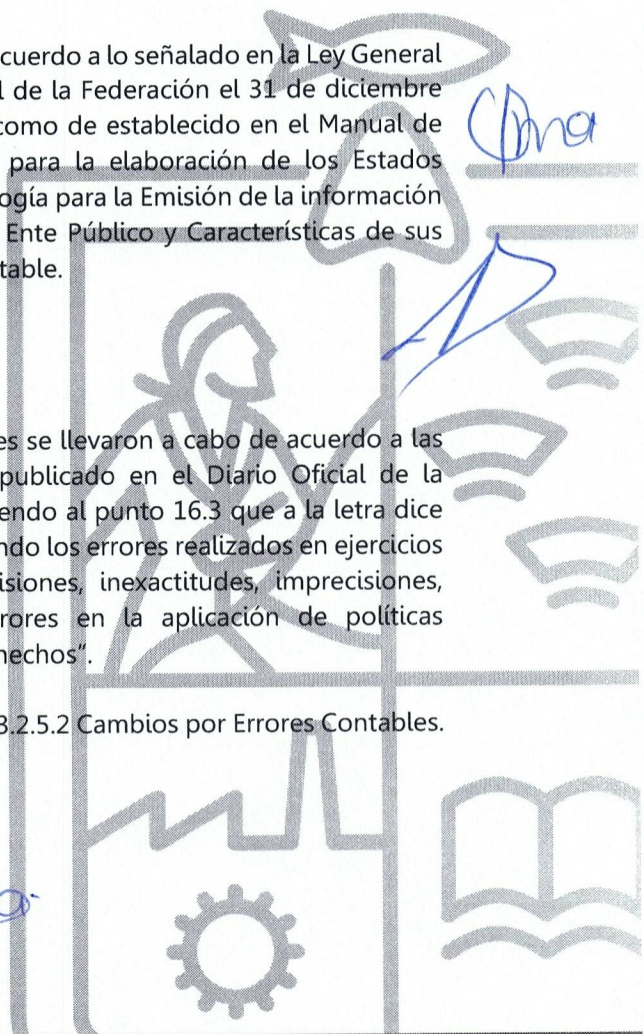 cuerdo a lo señalado en la Ley General
l de la Federación el 31 de diciembre
como de establecido en el Manual de
para la elaboración de los Estados
ogía para la Emisión de la información
Ente Público y Características de sus
table.
es se llevaron a cabo de acuerdo a las
publicado en el Diario Oficial de la
endo al punto 16.3 que a la letra dice
ndo los errores realizados en ejercicios
isiones, inexactitudes, imprecisiones,
rores en la aplicación de políticas
hechos".
3.2.5.2 Cambios por Errores Contables.